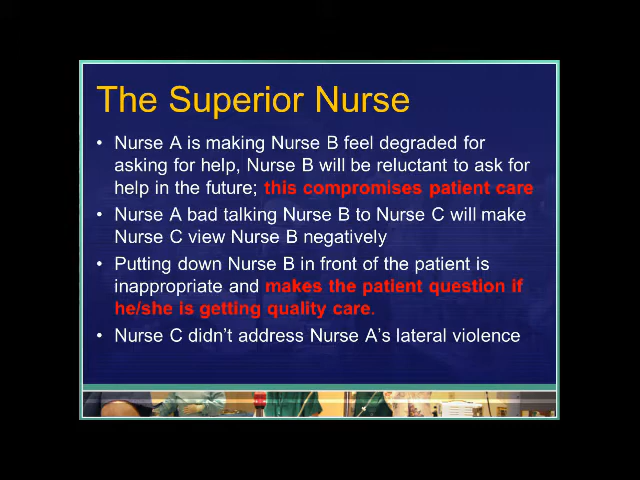 The Superior Nurse
• Nurse A is making Nurse B feel degraded for
asking for help, Nurse B will be reluctant to ask for
help in the future; this compromises patient care
• Nurse A bad talking Nurse B to Nurse C will make
Nurse C view Nurse B negatively
• Putting down Nurse B in front of the patient is
inappropriate and makes the patient question if
he/she is getting quality care.
• Nurse C didn't address Nurse A's lateral violence